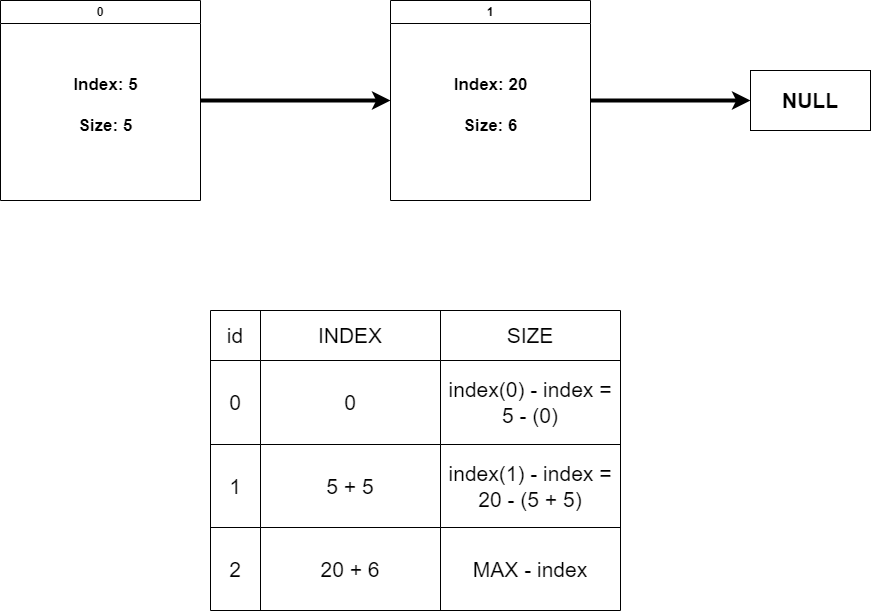 0
Index: 5
Size: 5
1
Index: 20
Size: 6
NULL
id INDEX SIZE
0 0 index(0) - index =
5 - (0)
1 5 + 5 index(1) - index =
20 - (5 + 5)
2 20 + 6 MAX - index